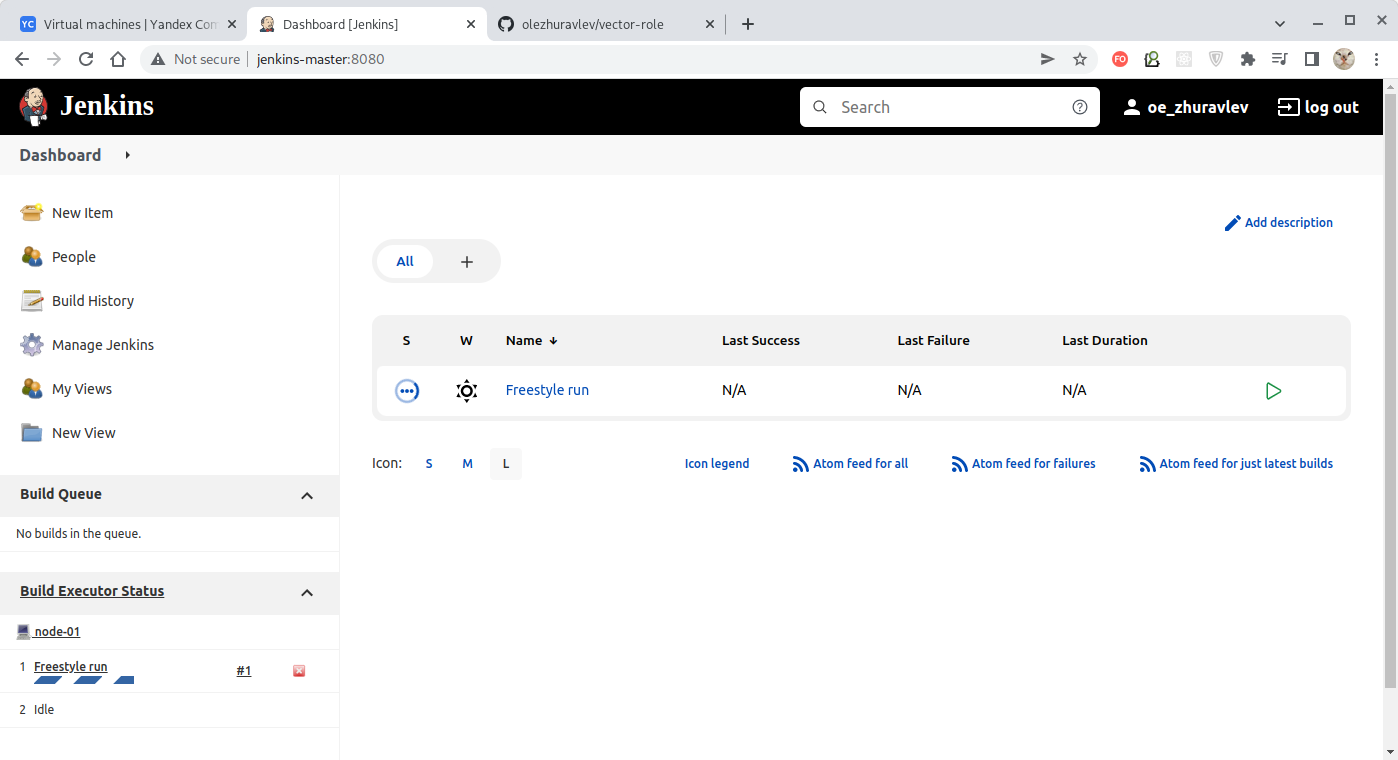 Virtual machines | Yandex Com
Dashboard [Jenkins]
olezhuravlev/vector-role
Not secure
jenkins-master:8080
Jenkins
Search
oe_zhuravlev
log out
Dashboard
New Item
People
Build History
Manage Jenkins
My Views
New View
Build Queue
No builds in the queue.
Build Executor Status
node-01
1 Freestyle run #1
2 Idle
Add description
All +
S W Name ↓ Last Success Last Failure Last Duration
Freestyle run N/A N/A N/A
Icon: S M L
Icon legend
Atom feed for all
Atom feed for failures
Atom feed for just latest builds